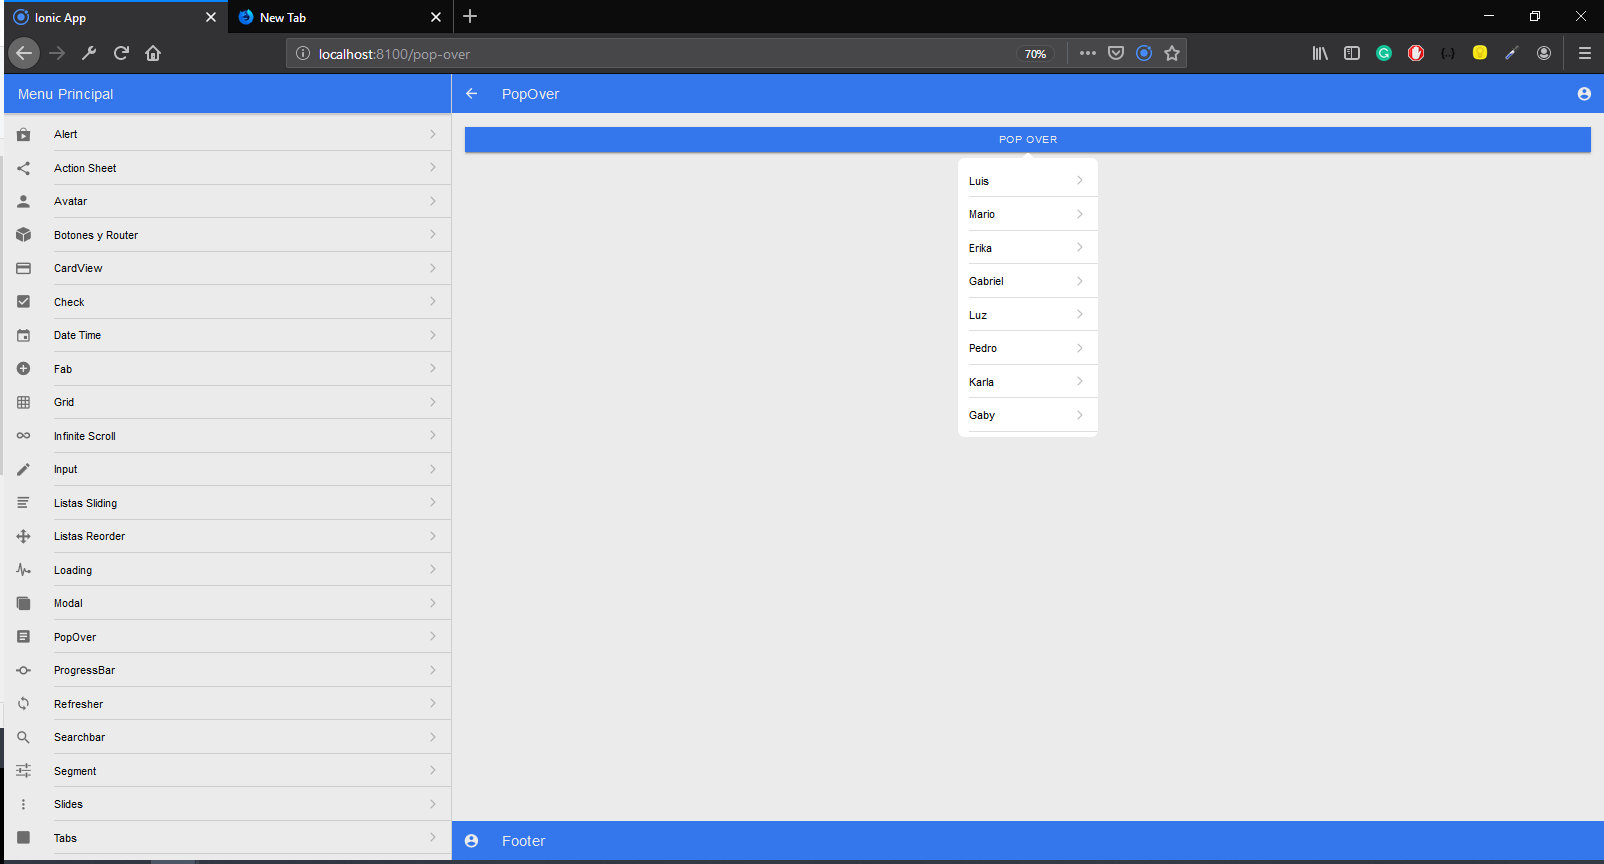 Ionic App
New Tab
localhost:8100/pop-over
70%
Menu Principal
Alert
Action Sheet
Avatar
Botones y Router
CardView
Check
Date Time
Fab
Grid
Infinite Scroll
Input
Listas Sliding
Listas Reorder
Loading
Modal
PopOver
ProgressBar
Refresher
Searchbar
Segment
Slides
Tabs
PopOver
POP OVER
Luis
Mario
Erika
Gabriel
Luz
Pedro
Karla
Gaby
Footer